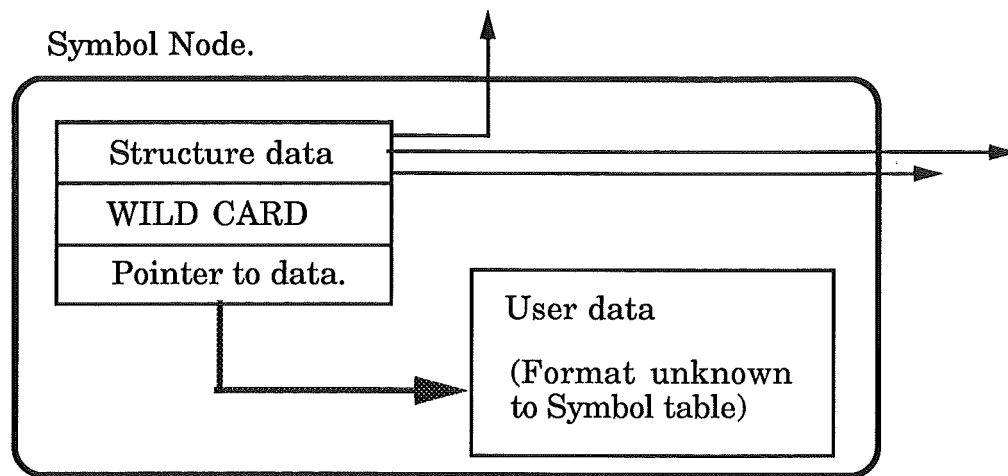 Symbol Node.
Structure data
WILD CARD
Pointer to data.
User data
(Format unknown
to Symbol table)